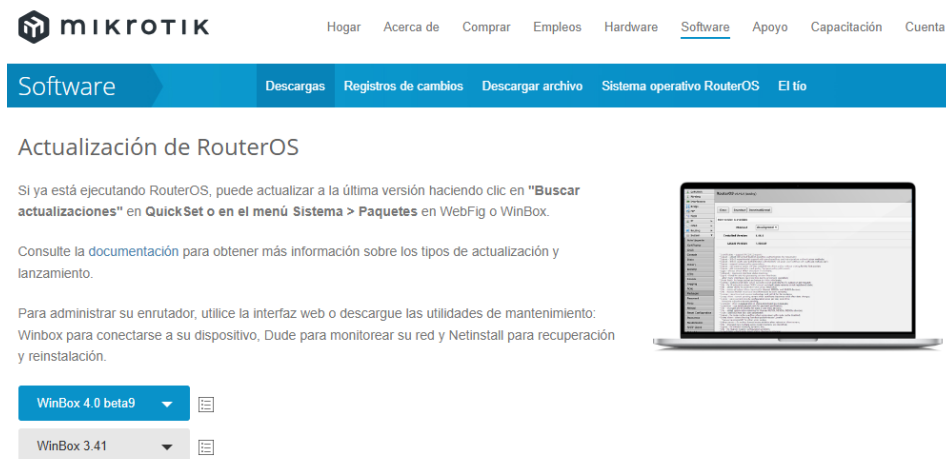 MIKROTIK
Hogar Acerca de Comprar Empleos Hardware Software Apoyo Capacitación Cuenta
Software
Descargas Registros de cambios Descargar archivo Sistema operativo RouterOS El tío
Actualización de RouterOS
Si ya está ejecutando RouterOS, puede actualizar a la última versión haciendo clic en "Buscar
actualizaciones" en QuickSet o en el menú Sistema > Paquetes en WebFig o WinBox.
Consulte la documentación para obtener más información sobre los tipos de actualización y
lanzamiento.
Para administrar su enrutador, utilice la interfaz web o descargue las utilidades de mantenimiento:
Winbox para conectarse a su dispositivo, Dude para monitorear su red y Netinstall para recuperación
y reinstalación.
WinBox 4.0 beta9
WinBox 3.41